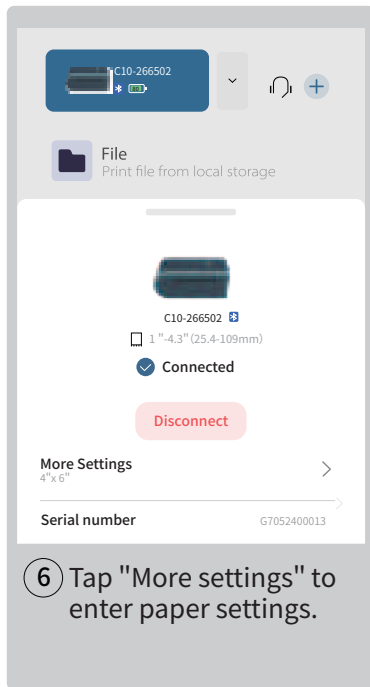 C10-266502
80
File
Print file from local storage
C10-266502
1 "-4.3" (25.4-109mm)
Connected
Disconnect
More Settings
4"x 6"
Serial number G7052400013
6 Tap "More settings" to
enter paper settings.